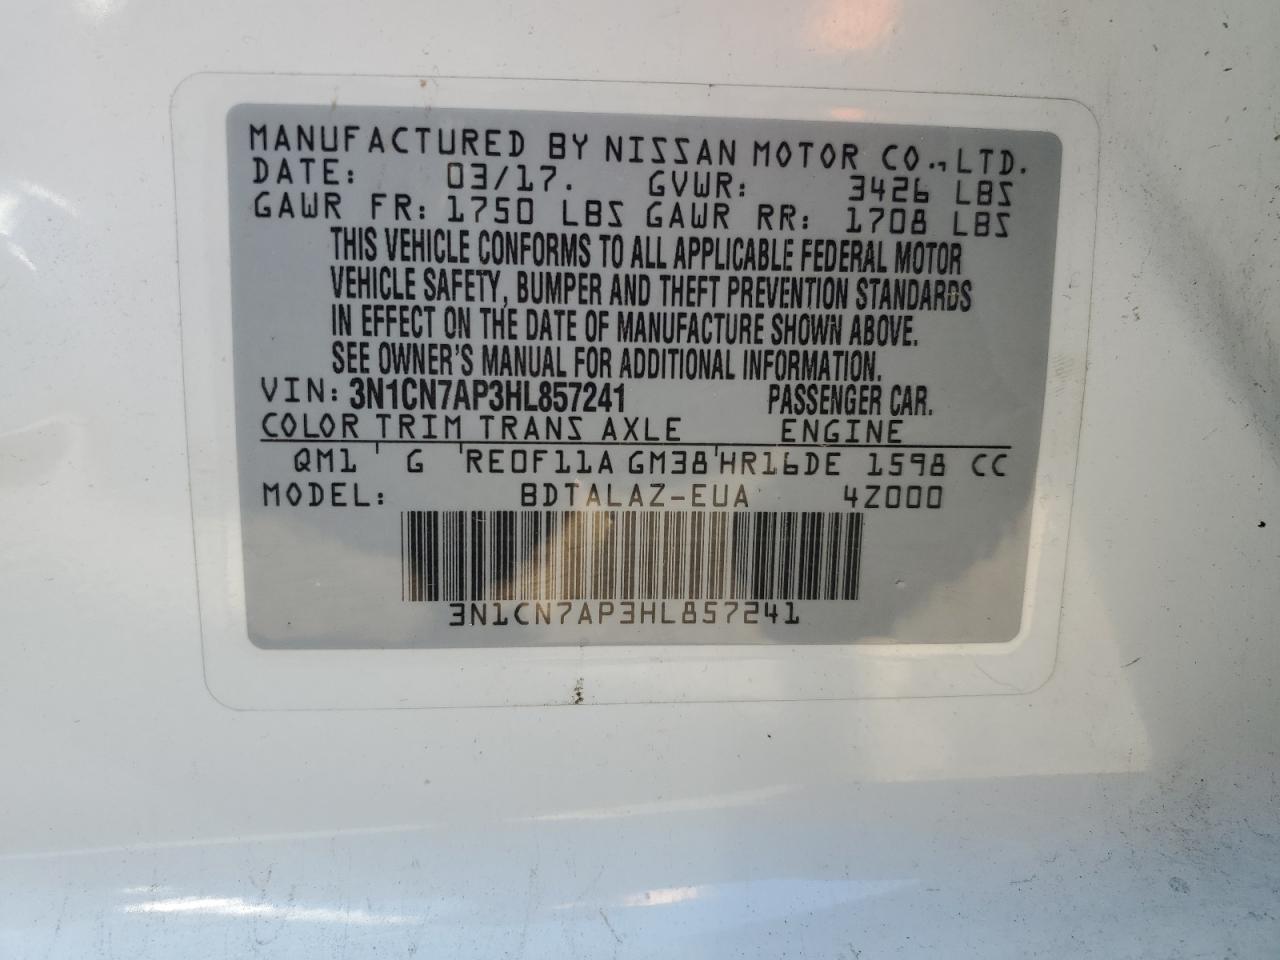 MANUFACTURED BY NISSAN MOTOR CO., LTD.
DATE: 03/17. GVWR: 3426 LBS
GAWR FR: 1750 LBS GAWR RR: 1708 LBS
THIS VEHICLE CONFORMS TO ALL APPLICABLE FEDERAL MOTOR
VEHICLE SAFETY, BUMPER AND THEFT PREVENTION STANDARDS
IN EFFECT ON THE DATE OF MANUFACTURE SHOWN ABOVE.
SEE OWNER'S MANUAL FOR ADDITIONAL INFORMATION.
VIN: 3N1CN7AP3HL857241 PASSENGER CAR.
COLOR TRIM TRANS AXLE ENGINE
QM1 ' G 'RE0F11A GM38'HR16DE 1598 CC
MODEL: BDTALAZ-EUA 4Z000
3N1CN7AP3HL857241